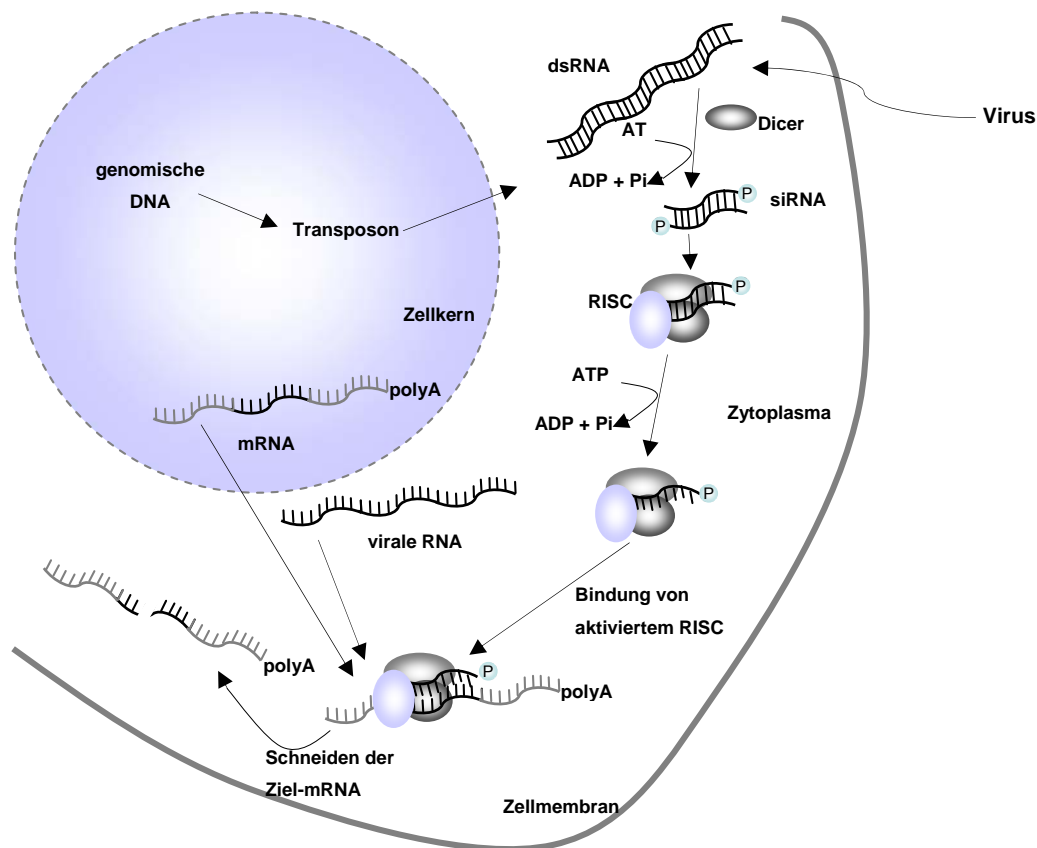 dsRNA
Virus
AT
Dicer
ADP + Pi
P
siRNA
P
genomische
DNA
Transpson
Zellkern
RISC
P
polyA
mRNA
ATP
ADP + Pi
Zytoplasma
P
virale RNA
Bindung von
aktiviertem RISC
polyA
P
polyA
Schneiden der
Ziel-mRNA
Zellmembran